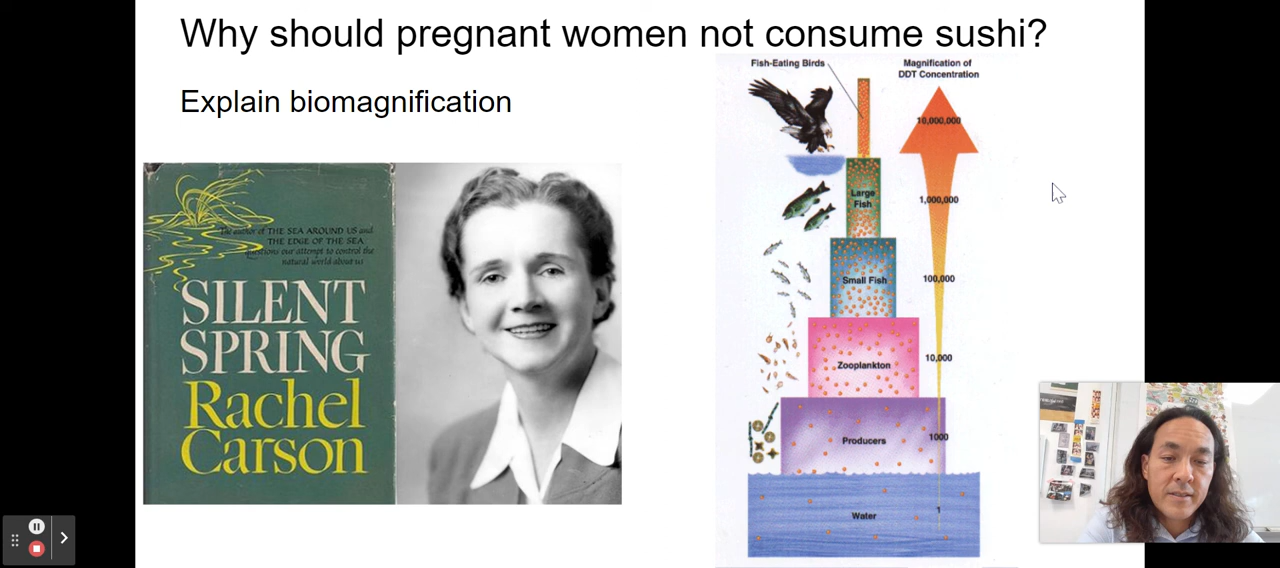 Why should pregnant women not consume sushi?
Explain biomagnification
The author of THE SEA AROUND US and
THE EDGE OF THE SEA
questions our attempt to control the
natural world about us
SILENT
SPRING
Rachel
Carson
Fish-Eating Birds
Magnification of
DDT Concentration
10,000,000
Large
Fish
1,000,000
Small Fish
100,000
Zooplankton
10,000
Producers
1000
Water
1